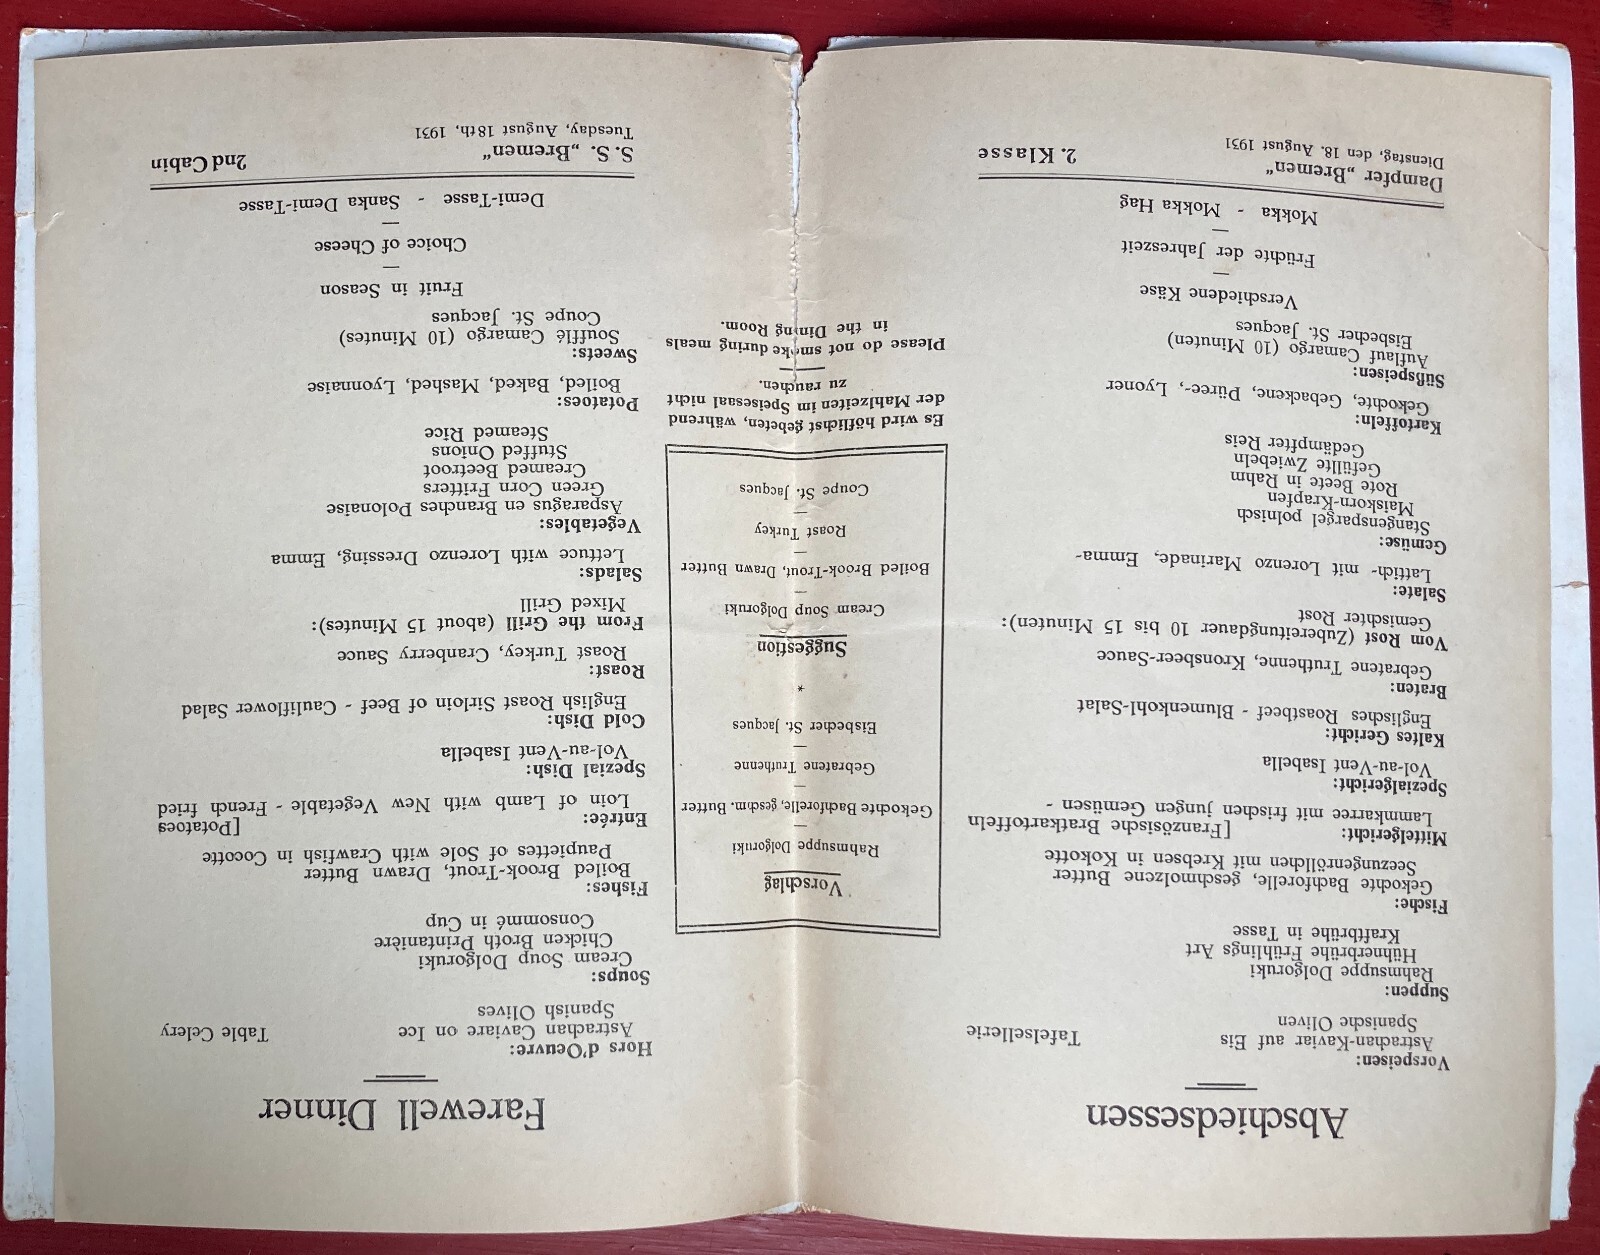 Abschiedsessen
Vorspeisen:
Astrachan-Kaviar auf Eis Tafelsellerie
Spanische Oliven
Suppen:
Rahmsuppe Dolgoruki
Hühnerbrühe Frühlings Art
Kraftbrühe in Tasse
Fische:
Gekochte Bachforelle, geschmolzene Butter
Seezungenröllchen mit Krebsen in Kokotte
Mittelgericht: [Französische Bratkartoffeln
Lammkarree mit frischen jungen Gemüsen -
Spezialgericht:
Vol-au-Vent Isabella
Kaltes Gericht:
Englisches Roastbeef - Blumenkohl-Salat
Braten:
Gebratene Truthenne, Kronsbeer-Sauce
Vom Rost (Zubereitungdauer 10 bis 15 Minuten):
Gemischter Rost
Salate:
Lattich- mit Lorenzo Marinade, Emma-
Gemüse:
Stangenspargel polnisch
Maiskorn-Krapfen
Rote Beete in Rahm
Gefüllte Zwiebeln
Gedämpfter Reis
Kartoffeln:
Gekochte, Gebackene, Püree-, Lyoner
Süßspeisen:
Auflauf Camargo (10 Minuten)
Eisbecher St. Jacques
Verschiedene Käse
—
Früchte der Jahreszeit
—
Mokka - Mokka Hag
Dampfer „Bremen“ 2. Klasse
Dienstag, den 18. August 1931
Vorschlag
Rahmsuppe Dolgoruki
—
Gekochte Bachforelle, geschm. Butter
—
Gebratene Truthenne
—
Eisbecher St. Jacques
*
Suggestion
Cream Soup Dolgoruki
—
Boiled Brook-Trout, Drawn Butter
—
Roast Turkey
—
Coupe St. Jacques
Es wird höflichst gebeten, während
der Mahlzeiten im Speisesaal nicht
zu rauchen.
Please do not smoke during meals
in the Dining Room.
Farewell Dinner
Hors d'Oeuvre:
Astrachan Caviare on Ice Table Celery
Spanish Olives
Soups:
Cream Soup Dolgoruki
Chicken Broth Printanière
Consommé in Cup
Fishes:
Boiled Brook-Trout, Drawn Butter
Paupiettes of Sole with Crawfish in Cocotte
Entrée: [Potatoes
Loin of Lamb with New Vegetable - French fried
Spezial Dish:
Vol-au-Vent Isabella
Cold Dish:
English Roast Sirloin of Beef - Cauliflower Salad
Roast:
Roast Turkey, Cranberry Sauce
From the Grill (about 15 Minutes):
Mixed Grill
Salads:
Lettuce with Lorenzo Dressing, Emma
Vegetables:
Asparagus en Branches Polonaise
Green Corn Fritters
Creamed Beetroot
Stuffed Onions
Steamed Rice
Potatoes:
Boiled, Baked, Mashed, Lyonnaise
Sweets:
Soufflé Camargo (10 Minutes)
Coupe St. Jacques
Fruit in Season
—
Choice of Cheese
—
Demi-Tasse - Sanka Demi-Tasse
S. S. „Bremen“ 2nd Cabin
Tuesday, August 18th, 1931